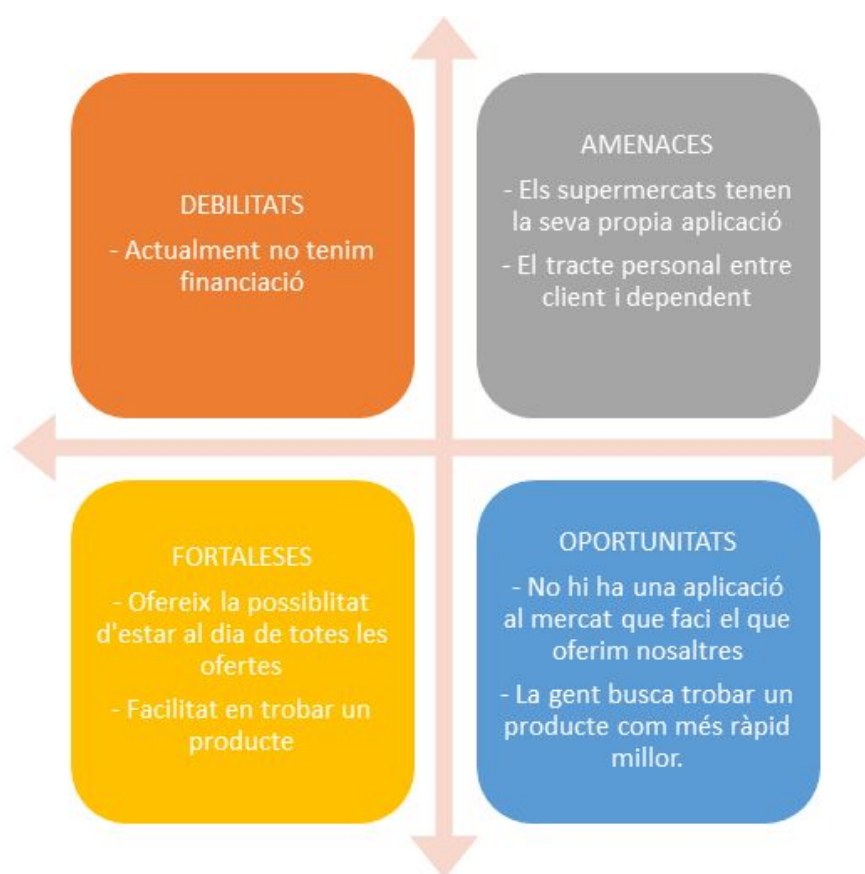 DEBILITATS
- Actualment no tenim
financiació
AMENACES
- Els supermercats tenen
la seva propia aplicació
- El tracte personal entre
client i dependent
FORTALESES
- Ofereix la possiblitat
d'estar al dia de totes les
ofertes
- Facilitat en trobar un
producte
OPORTUNITATS
- No hi ha una aplicació
al mercat que faci el que
oferim nosaltres
- La gent busca trobar un
producte com més ràpid
millor.